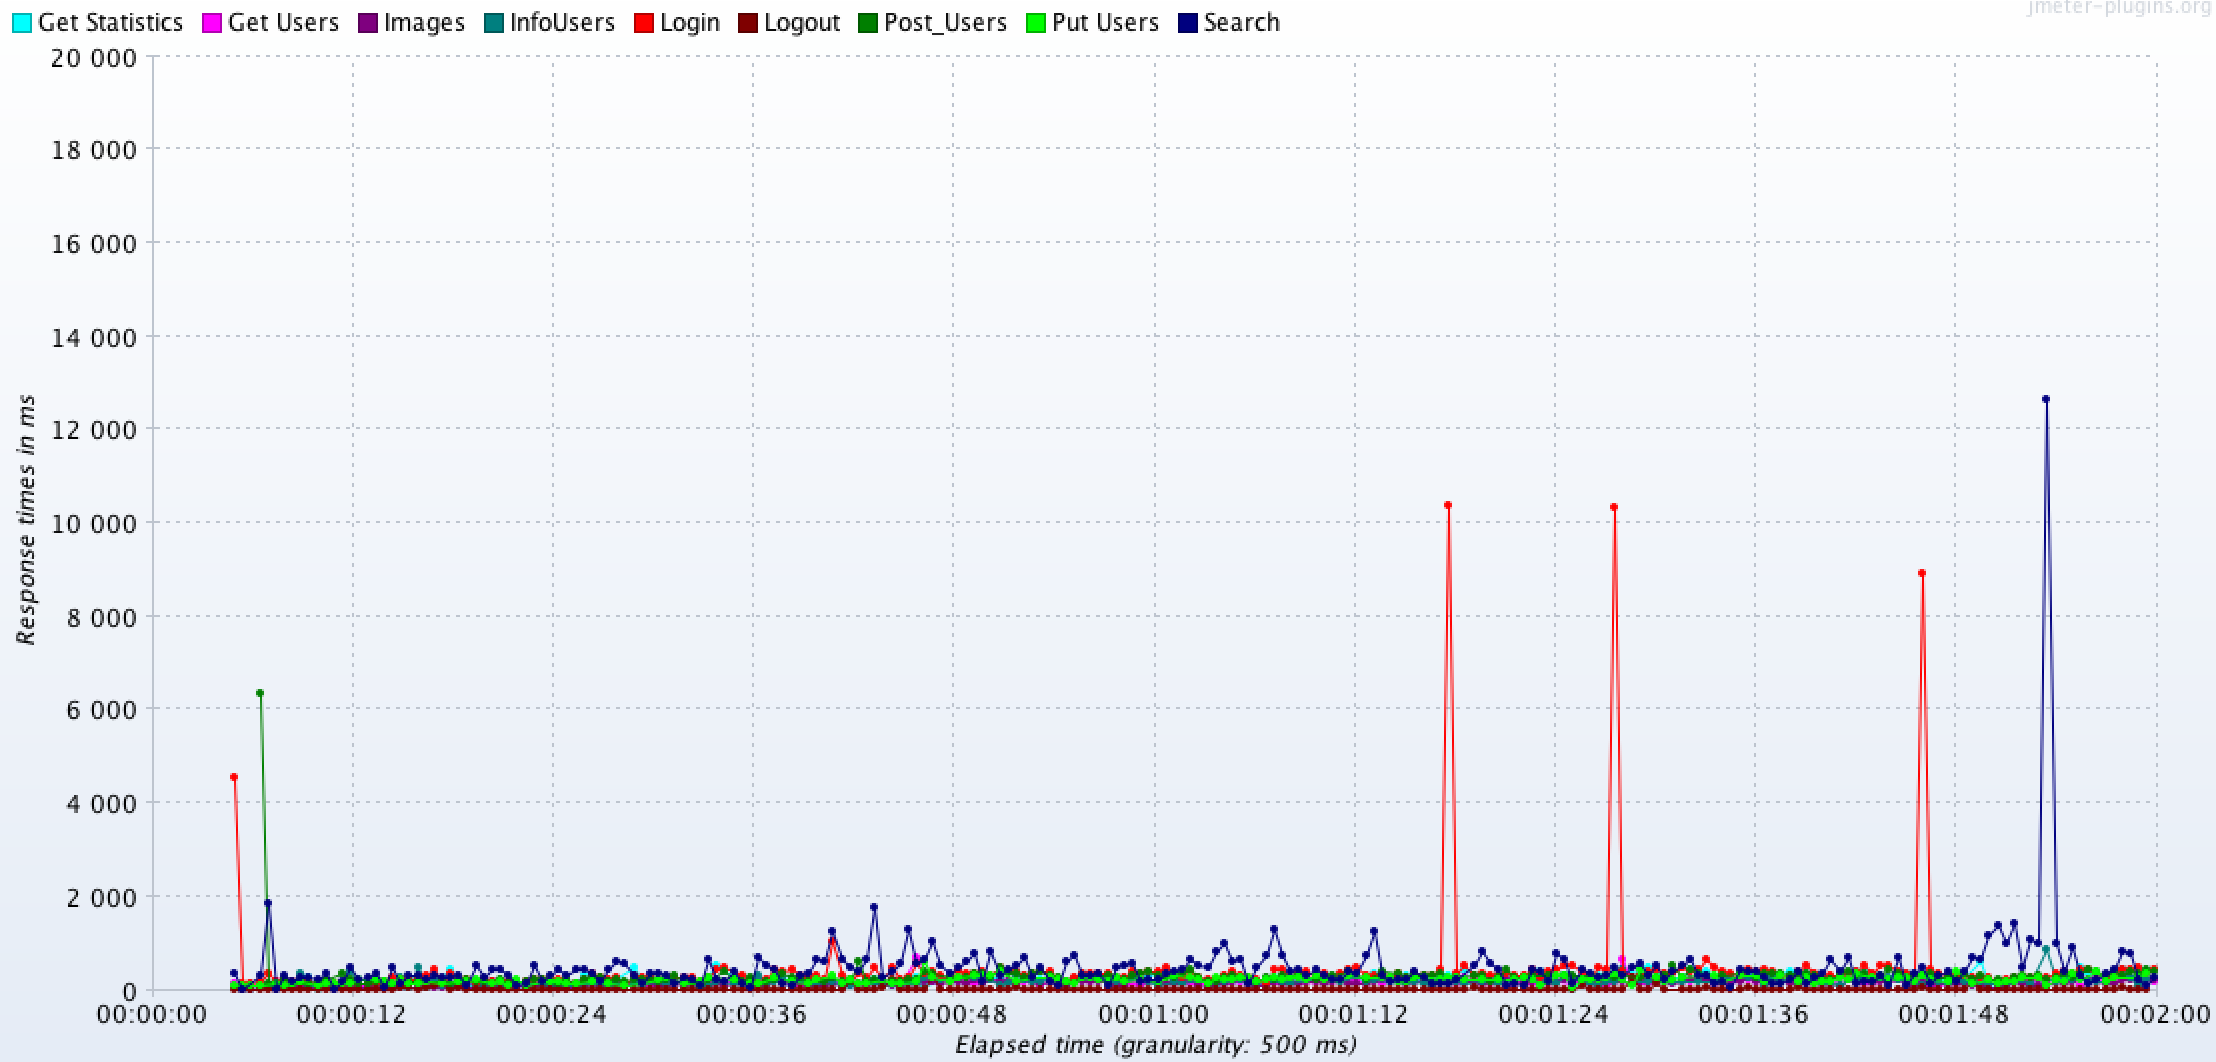 jmeter-plugins.org
Get Statistics Get Users Images InfoUsers Login Logout Post_Users Put Users Search
20 000
18 000
16 000
14 000
12 000
10 000
8 000
6 000
4 000
2 000
0
Response times in ms
00:00:00 00:00:12 00:00:24 00:00:36 00:00:48 00:01:00 00:01:12 00:01:24 00:01:36 00:01:48 00:02:00
Elapsed time (granularity: 500 ms)